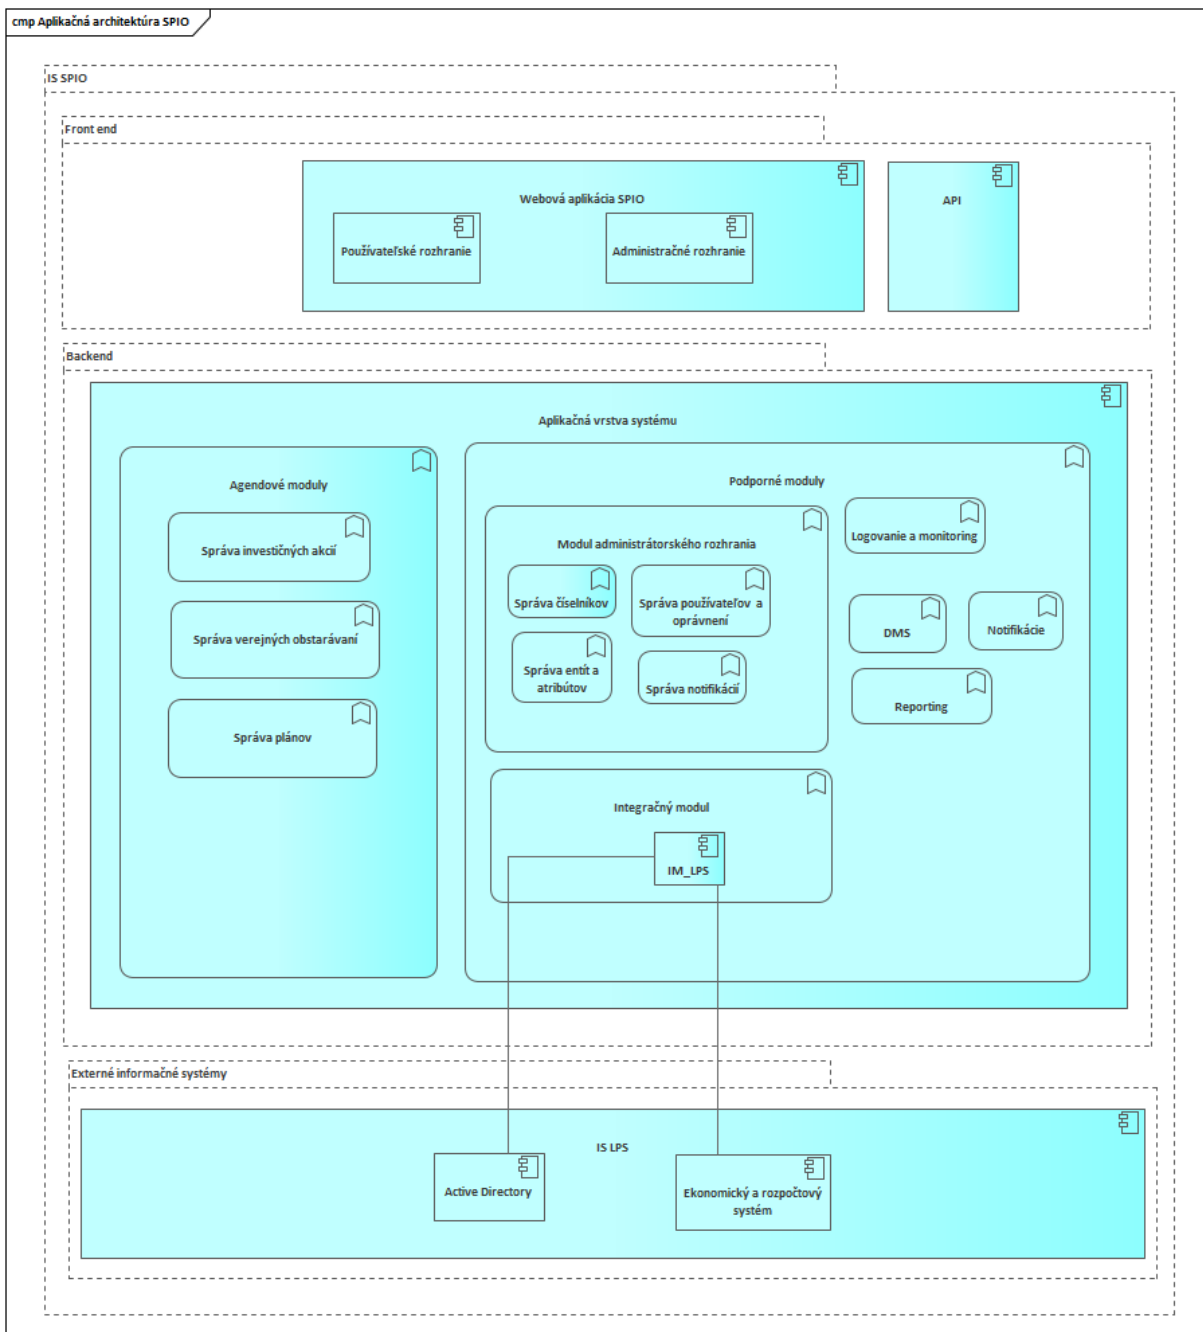 cmp Aplikačná architektúra SPIO
IS SPIO
Front end
Webová aplikácia SPIO
API
Používateľské rozhranie
Administračné rozhranie
Backend
Aplikačná vrstva systému
Agendové moduly
Správa investičných akcií
Správa verejných obstarávaní
Správa plánov
Podporné moduly
Modul administrátorského rozhrania
Správa číselníkov
Správa používateľov a
oprávnení
Správa entít a
atribútov
Správa notifikácií
Logovanie a monitoring
DMS
Notifikácie
Reporting
Integračný modul
IM_LPS
Externé informačné systémy
IS LPS
Active Directory
Ekonomický a rozpočtový
systém